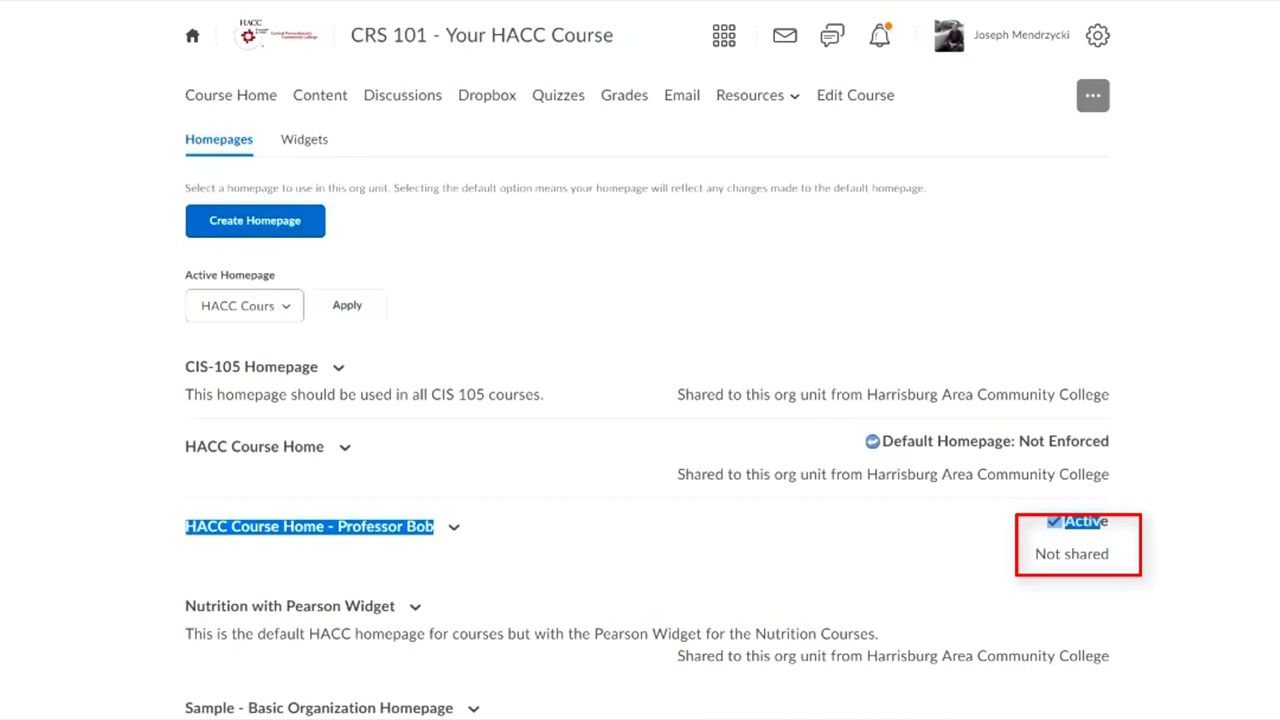 HACC
CRS 101 - Your HACC Course
Joseph Mendrzycki
Course Home Content Discussions Dropbox Quizzes Grades Email Resources Edit Course
Homepages Widgets
Select a homepage to use in this org unit. Selecting the default option means your homepage will reflect any changes made to the default homepage.
Create Homepage
Active Homepage
HACC Cours Apply
CIS-105 Homepage
This homepage should be used in all CIS 105 courses. Shared to this org unit from Harrisburg Area Community College
HACC Course Home Default Homepage: Not Enforced
Shared to this org unit from Harrisburg Area Community College
HACC Course Home - Professor Bob Active
Not shared
Nutrition with Pearson Widget
This is the default HACC homepage for courses but with the Pearson Widget for the Nutrition Courses.
Shared to this org unit from Harrisburg Area Community College
Sample - Basic Organization Homepage